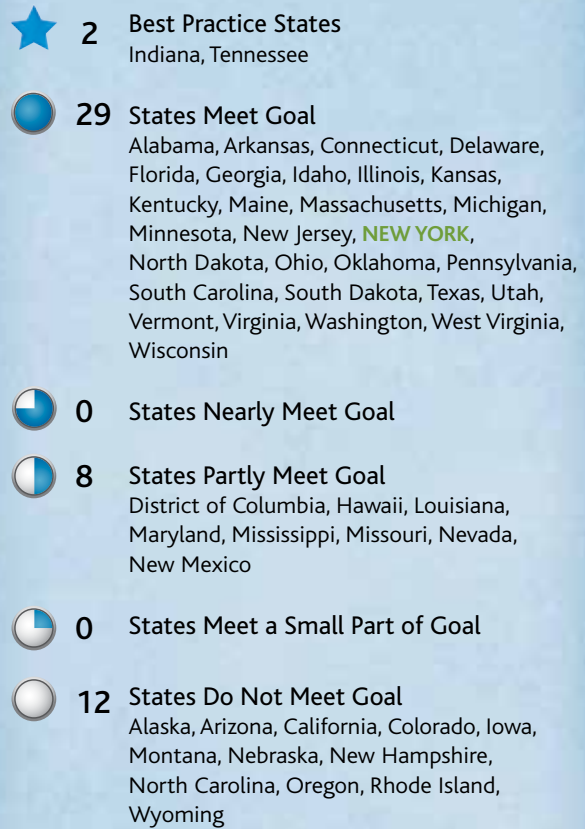 2 Best Practice States
Indiana, Tennessee
29 States Meet Goal
Alabama, Arkansas, Connecticut, Delaware,
Florida, Georgia, Idaho, Illinois, Kansas,
Kentucky, Maine, Massachusetts, Michigan,
Minnesota, New Jersey, NEW YORK,
North Dakota, Ohio, Oklahoma, Pennsylvania,
South Carolina, South Dakota, Texas, Utah,
Vermont, Virginia, Washington, West Virginia,
Wisconsin
0 States Nearly Meet Goal
8 States Partly Meet Goal
District of Columbia, Hawaii, Louisiana,
Maryland, Mississippi, Missouri, Nevada,
New Mexico
0 States Meet a Small Part of Goal
12 States Do Not Meet Goal
Alaska, Arizona, California, Colorado, Iowa,
Montana, Nebraska, New Hampshire,
North Carolina, Oregon, Rhode Island,
Wyoming